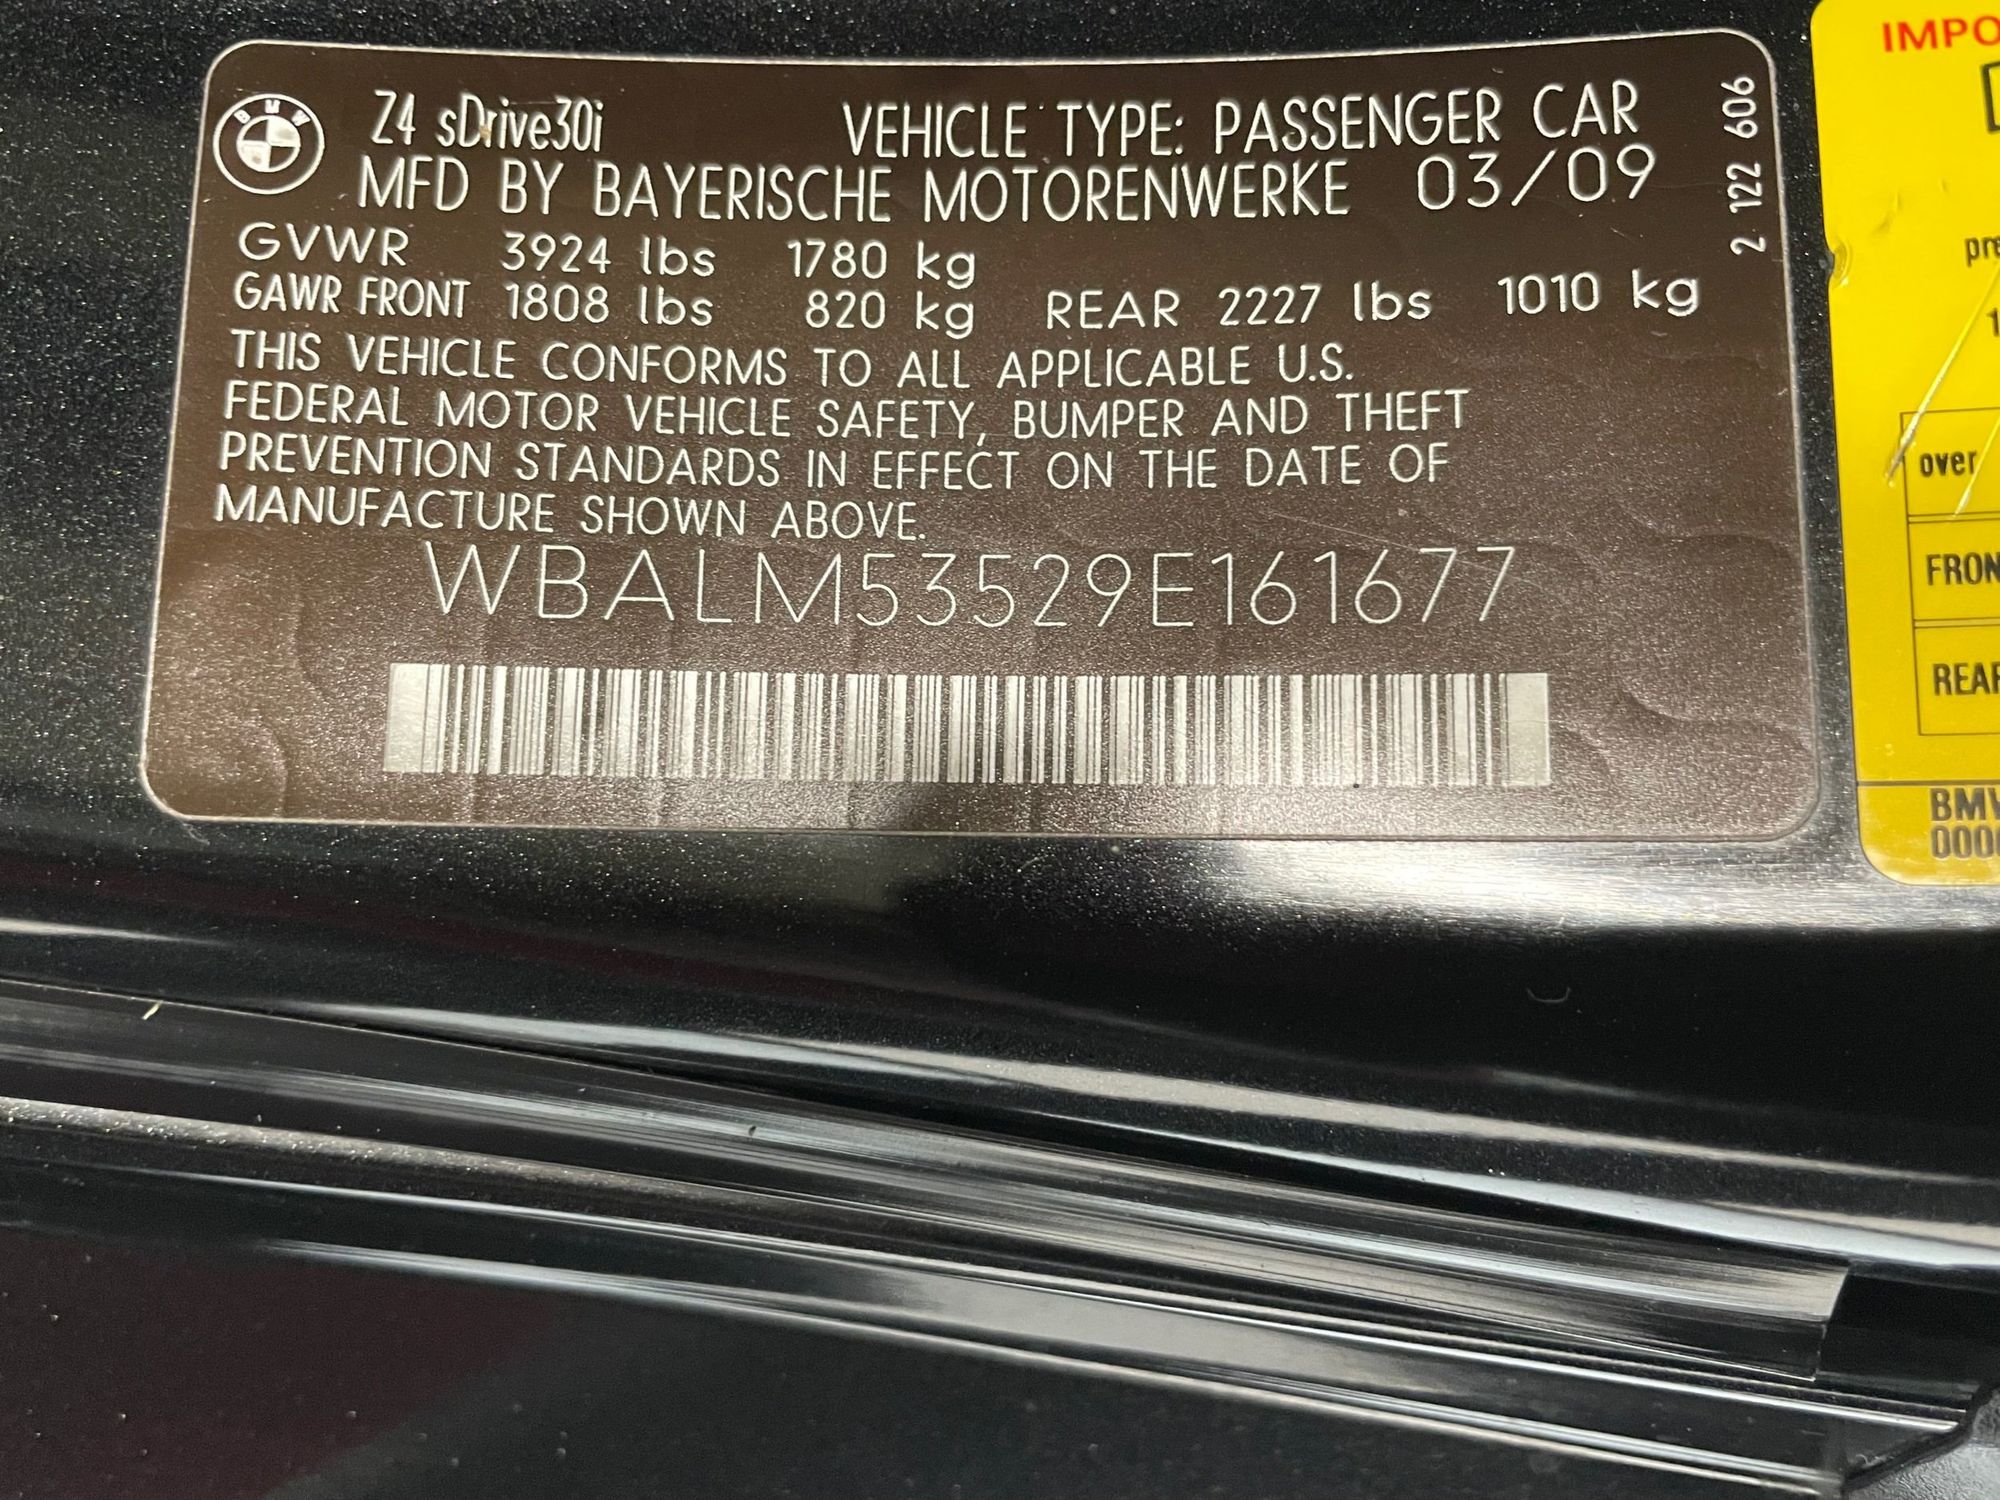 BMW
Z4 sDrive30i VEHICLE TYPE: PASSENGER CAR
MFD BY BAYERISCHE MOTORENWERKE 03/09
GVWR 3924 lbs 1780 kg
GAWR FRONT 1808 lbs 820 kg REAR 2227 lbs 1010 kg
THIS VEHICLE CONFORMS TO ALL APPLICABLE U.S.
FEDERAL MOTOR VEHICLE SAFETY, BUMPER AND THEFT
PREVENTION STANDARDS IN EFFECT ON THE DATE OF
MANUFACTURE SHOWN ABOVE.
WBALM53529E161677
2 122 606
over